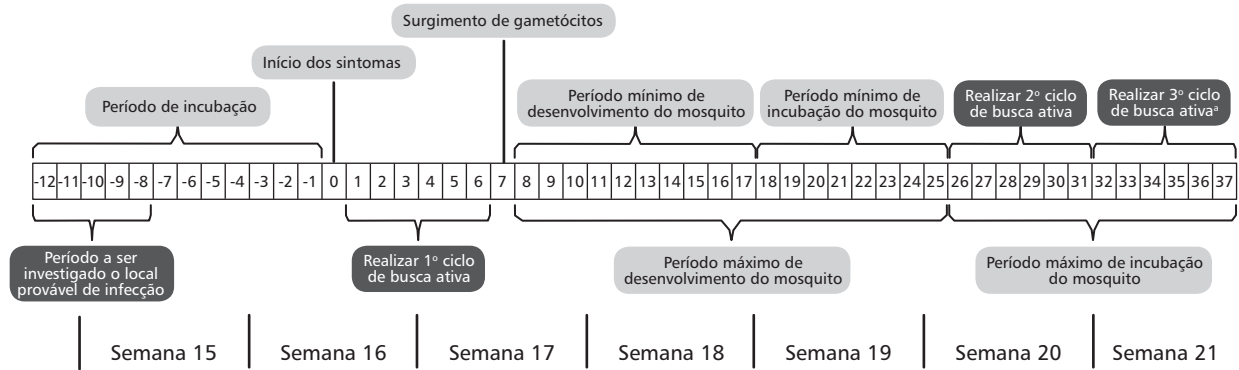 Surgimento de gametócitos
Início dos sintomas
Período de incubação
Período mínimo de
desenvolvimento do mosquito
Período mínimo de
incubação do mosquito
Realizar 2º ciclo
de busca ativa
Realizar 3º ciclo
de busca ativaª
-12 -11 -10 -9 -8 -7 -6 -5 -4 -3 -2 -1 0 1 2 3 4 5 6 7 8 9 10 11 12 13 14 15 16 17 18 19 20 21 22 23 24 25 26 27 28 29 30 31 32 33 34 35 36 37
Período a ser
investigado o local
provável de infecção
Realizar 1º ciclo
de busca ativa
Período máximo de
desenvolvimento do mosquito
Período máximo de incubação
do mosquito
Semana 15 Semana 16 Semana 17 Semana 18 Semana 19 Semana 20 Semana 21